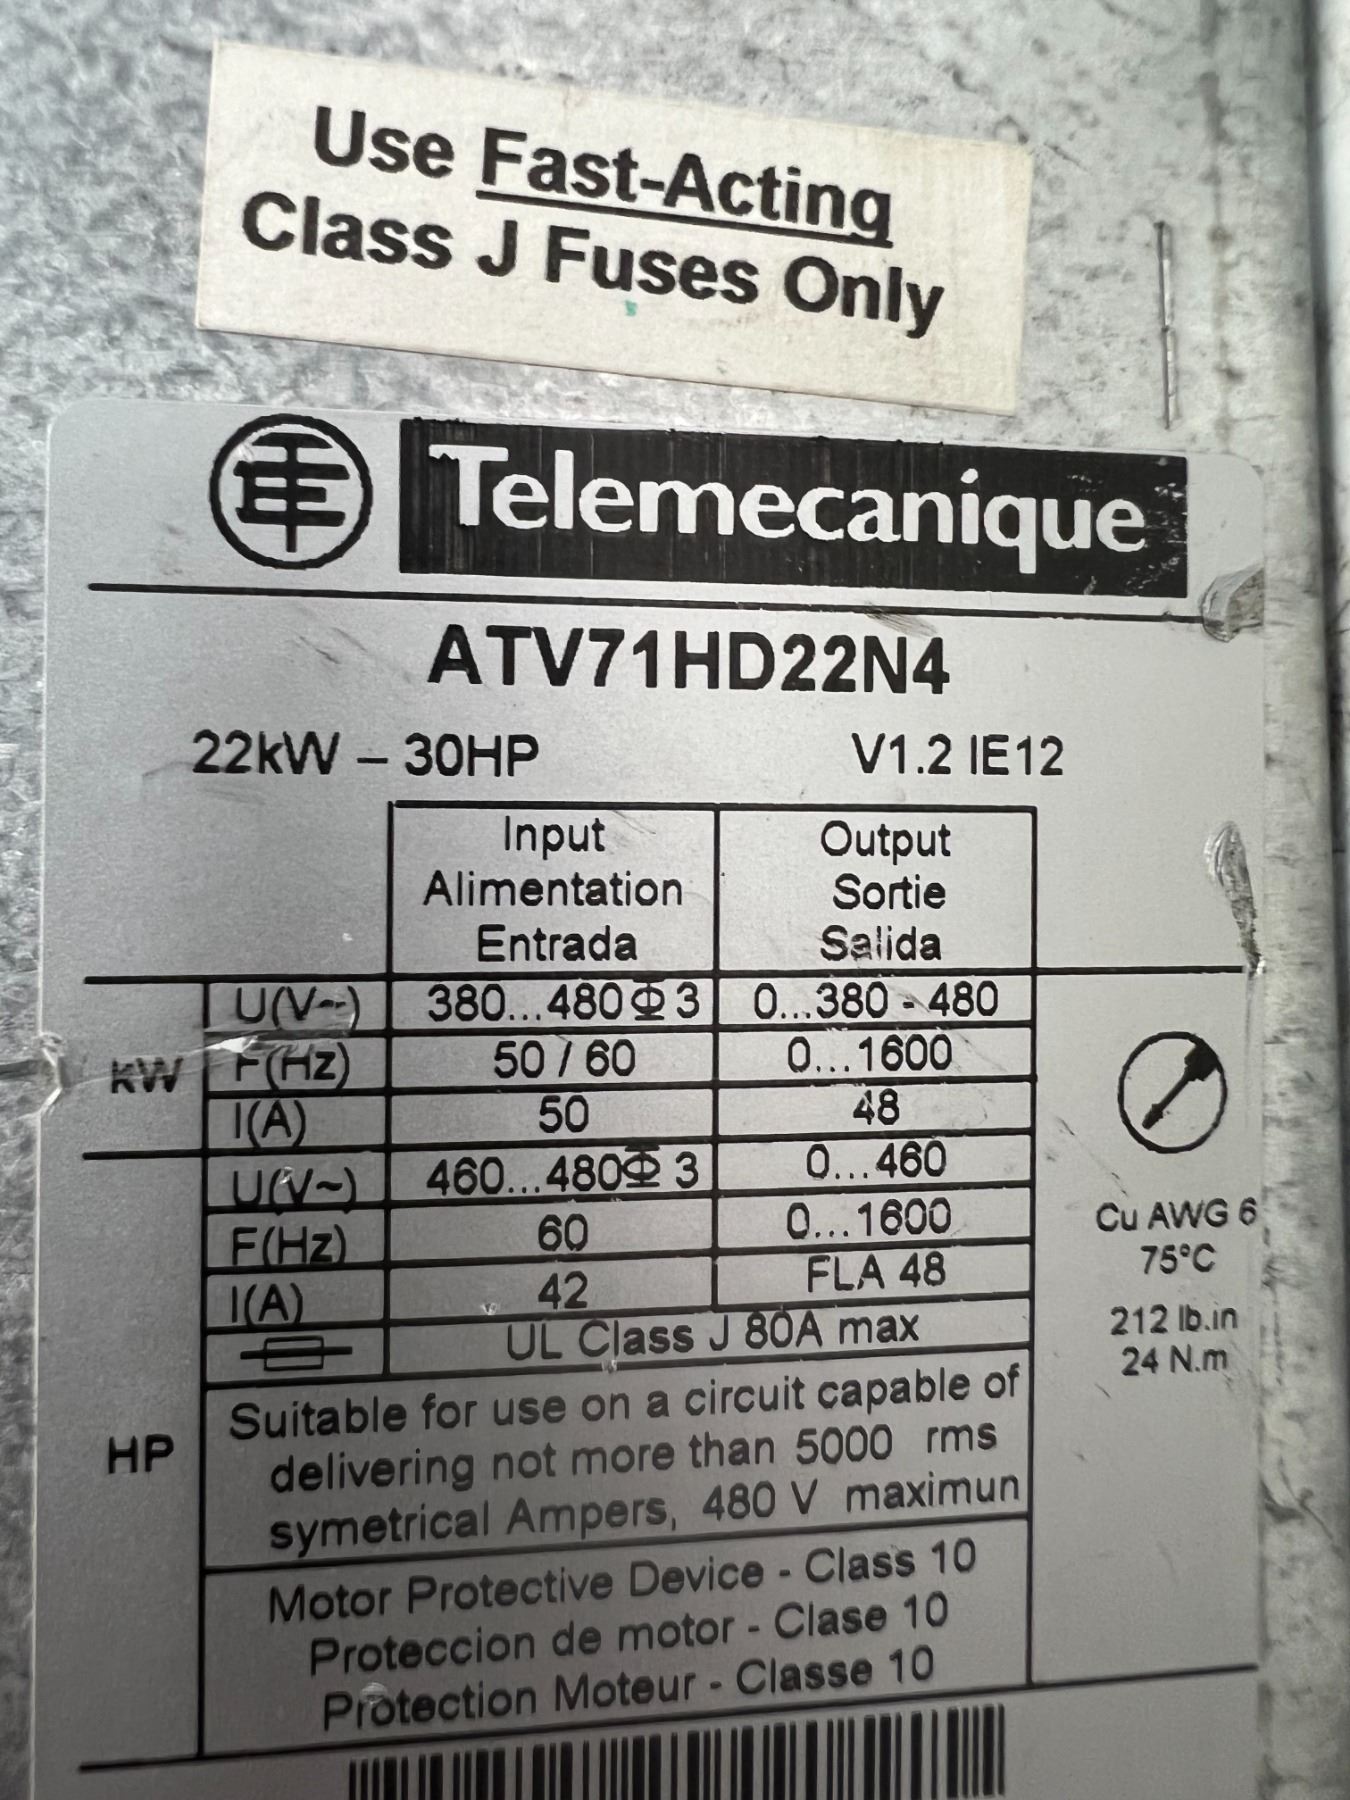 Use Fast-Acting
Class J Fuses Only
Telemecanique
ATV71HD22N4
22kW – 30HP V1.2 IE12
Input Output
Alimentation Sortie
Entrada Salida
kW
U(V~) 380...480 Φ 3 0...380 - 480
F(Hz) 50 / 60 0...1600
I(A) 50 48
HP
U(V~) 460...480 Φ 3 0...460
F(Hz) 60 0...1600
I(A) 42 FLA 48
UL Class J 80A max
Suitable for use on a circuit capable of
delivering not more than 5000 rms
symetrical Ampers, 480 V maximun
Motor Protective Device - Class 10
Proteccion de motor - Clase 10
Protection Moteur - Classe 10
Cu AWG 6
75°C
212 lb.in
24 N.m